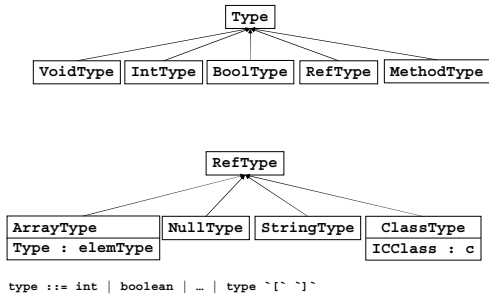 Type
VoidType IntType BoolType RefType MethodType
RefType
ArrayType NullType StringType ClassType
Type : elemType ICClass : c
type ::= int | boolean | … | type `[` `]`